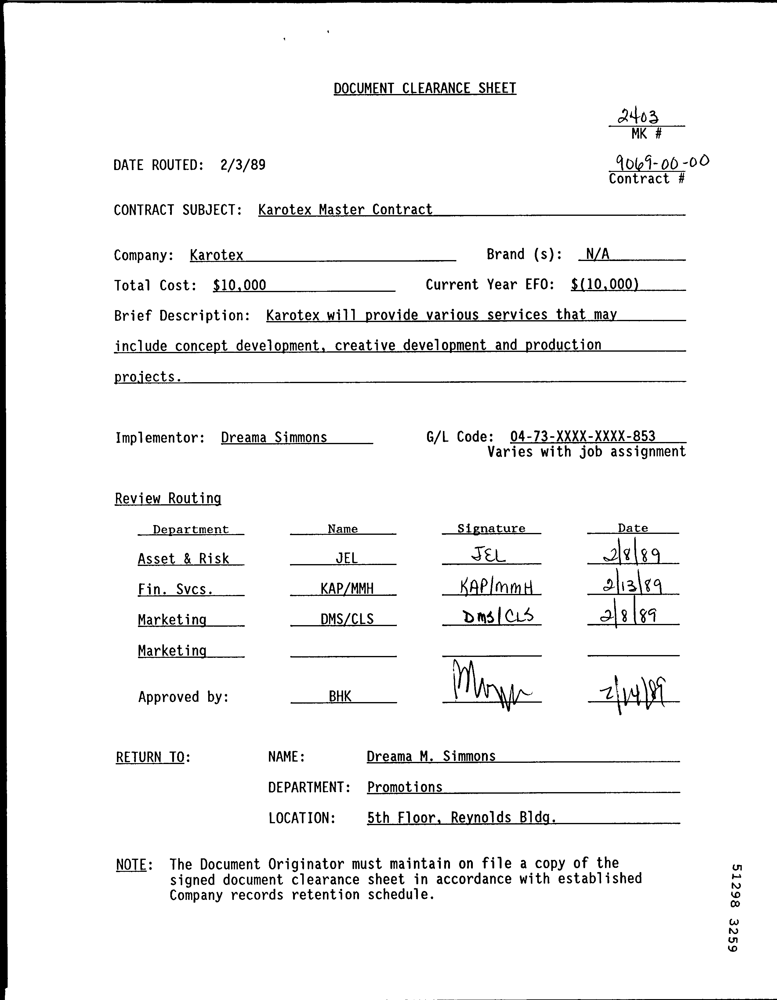 DOCUMENT CLEARANCE SHEET
2403
MK #
DATE ROUTED: 2/3/89
9069-00-00
Contract #
CONTRACT SUBJECT: Karotex Master Contract
Company: Karotex Brand (s): N/A
Total Cost: $10,000 Current Year EFO: $(10,000)
Brief Description: Karotex will provide various services that may
include concept development, creative development and production
projects.
Implementor: Dreama Simmons G/L Code: 04-73-XXXX-XXXX-853
Varies with job assignment
Review Routing
Department Name Signature Date
Asset & Risk JEL JEL 2/8/89
Fin. Svcs. KAP/MMH KAP/MMH 2/13/89
Marketing DMS/CLS DMS/CLS 2/8/89
Marketing
Approved by: BHK 2/14/89
RETURN TO: NAME: Dreama M. Simmons
DEPARTMENT: Promotions
LOCATION: 5th Floor, Reynolds Bldg.
NOTE: The Document Originator must maintain on file a copy of the
signed document clearance sheet in accordance with established
Company records retention schedule.
51298 3259